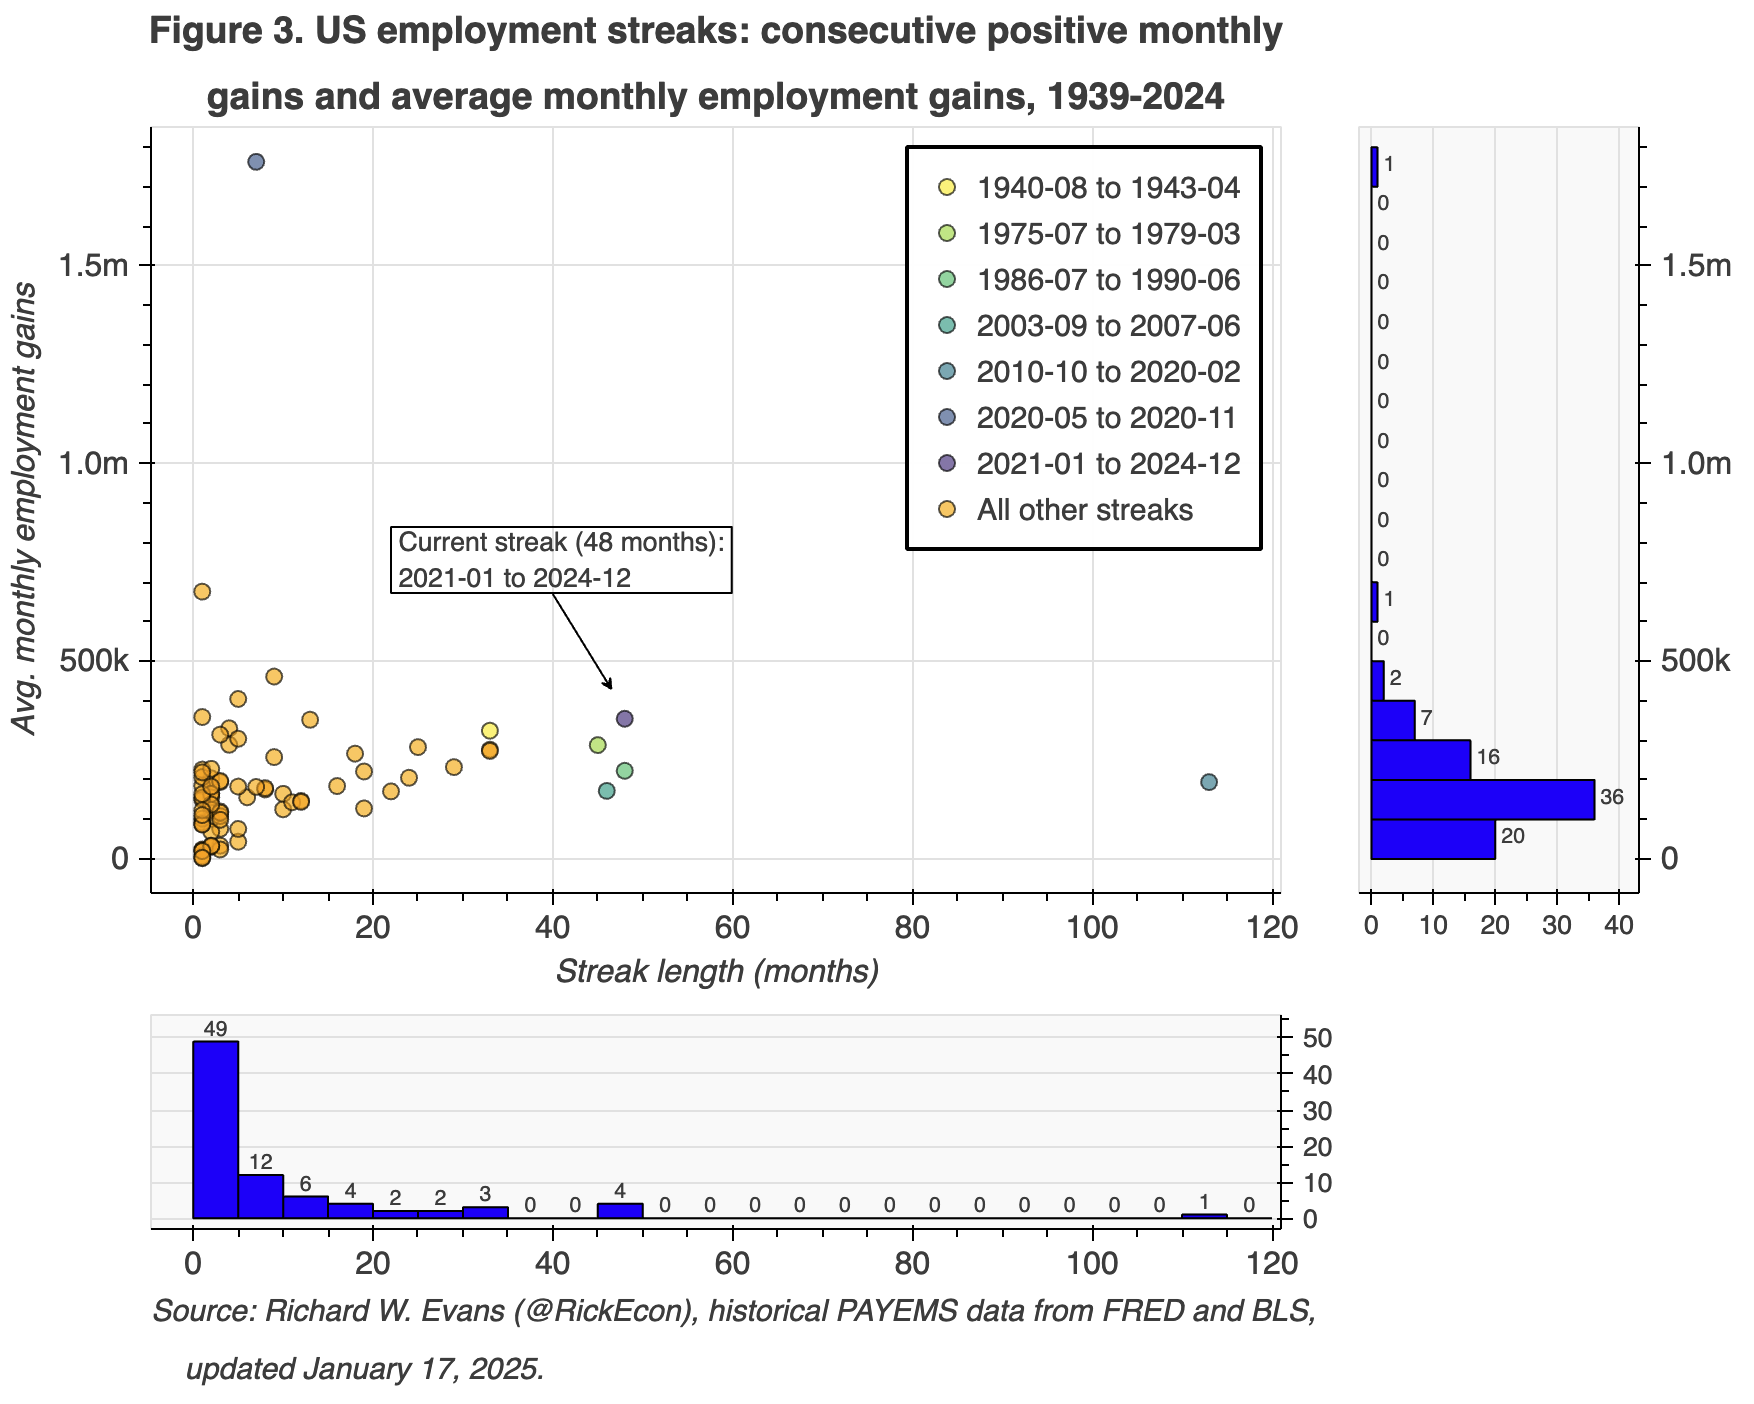 Figure 3. US employment streaks: consecutive positive monthly
gains and average monthly employment gains, 1939-2024
Avg. monthly employment gains
1.5m
1.0m
500k
0
1940-08 to 1943-04
1975-07 to 1979-03
1986-07 to 1990-06
2003-09 to 2007-06
2010-10 to 2020-02
2020-05 to 2020-11
2021-01 to 2024-12
All other streaks
Current streak (48 months):
2021-01 to 2024-12
0 20 40 60 80 100 120
Streak length (months)
1
0
0
0
0
0
0
0
0
0
0
1
0
2
7
16
36
20
1.5m
1.0m
500k
0
0 10 20 30 40
49 12 6 4 2 2 3 0 0 4 0 0 0 0 0 0 0 0 0 0 0 0 1 0
50
40
30
20
10
0
0 20 40 60 80 100 120
Source: Richard W. Evans (@RickEcon), historical PAYEMS data from FRED and BLS,
updated January 17, 2025.